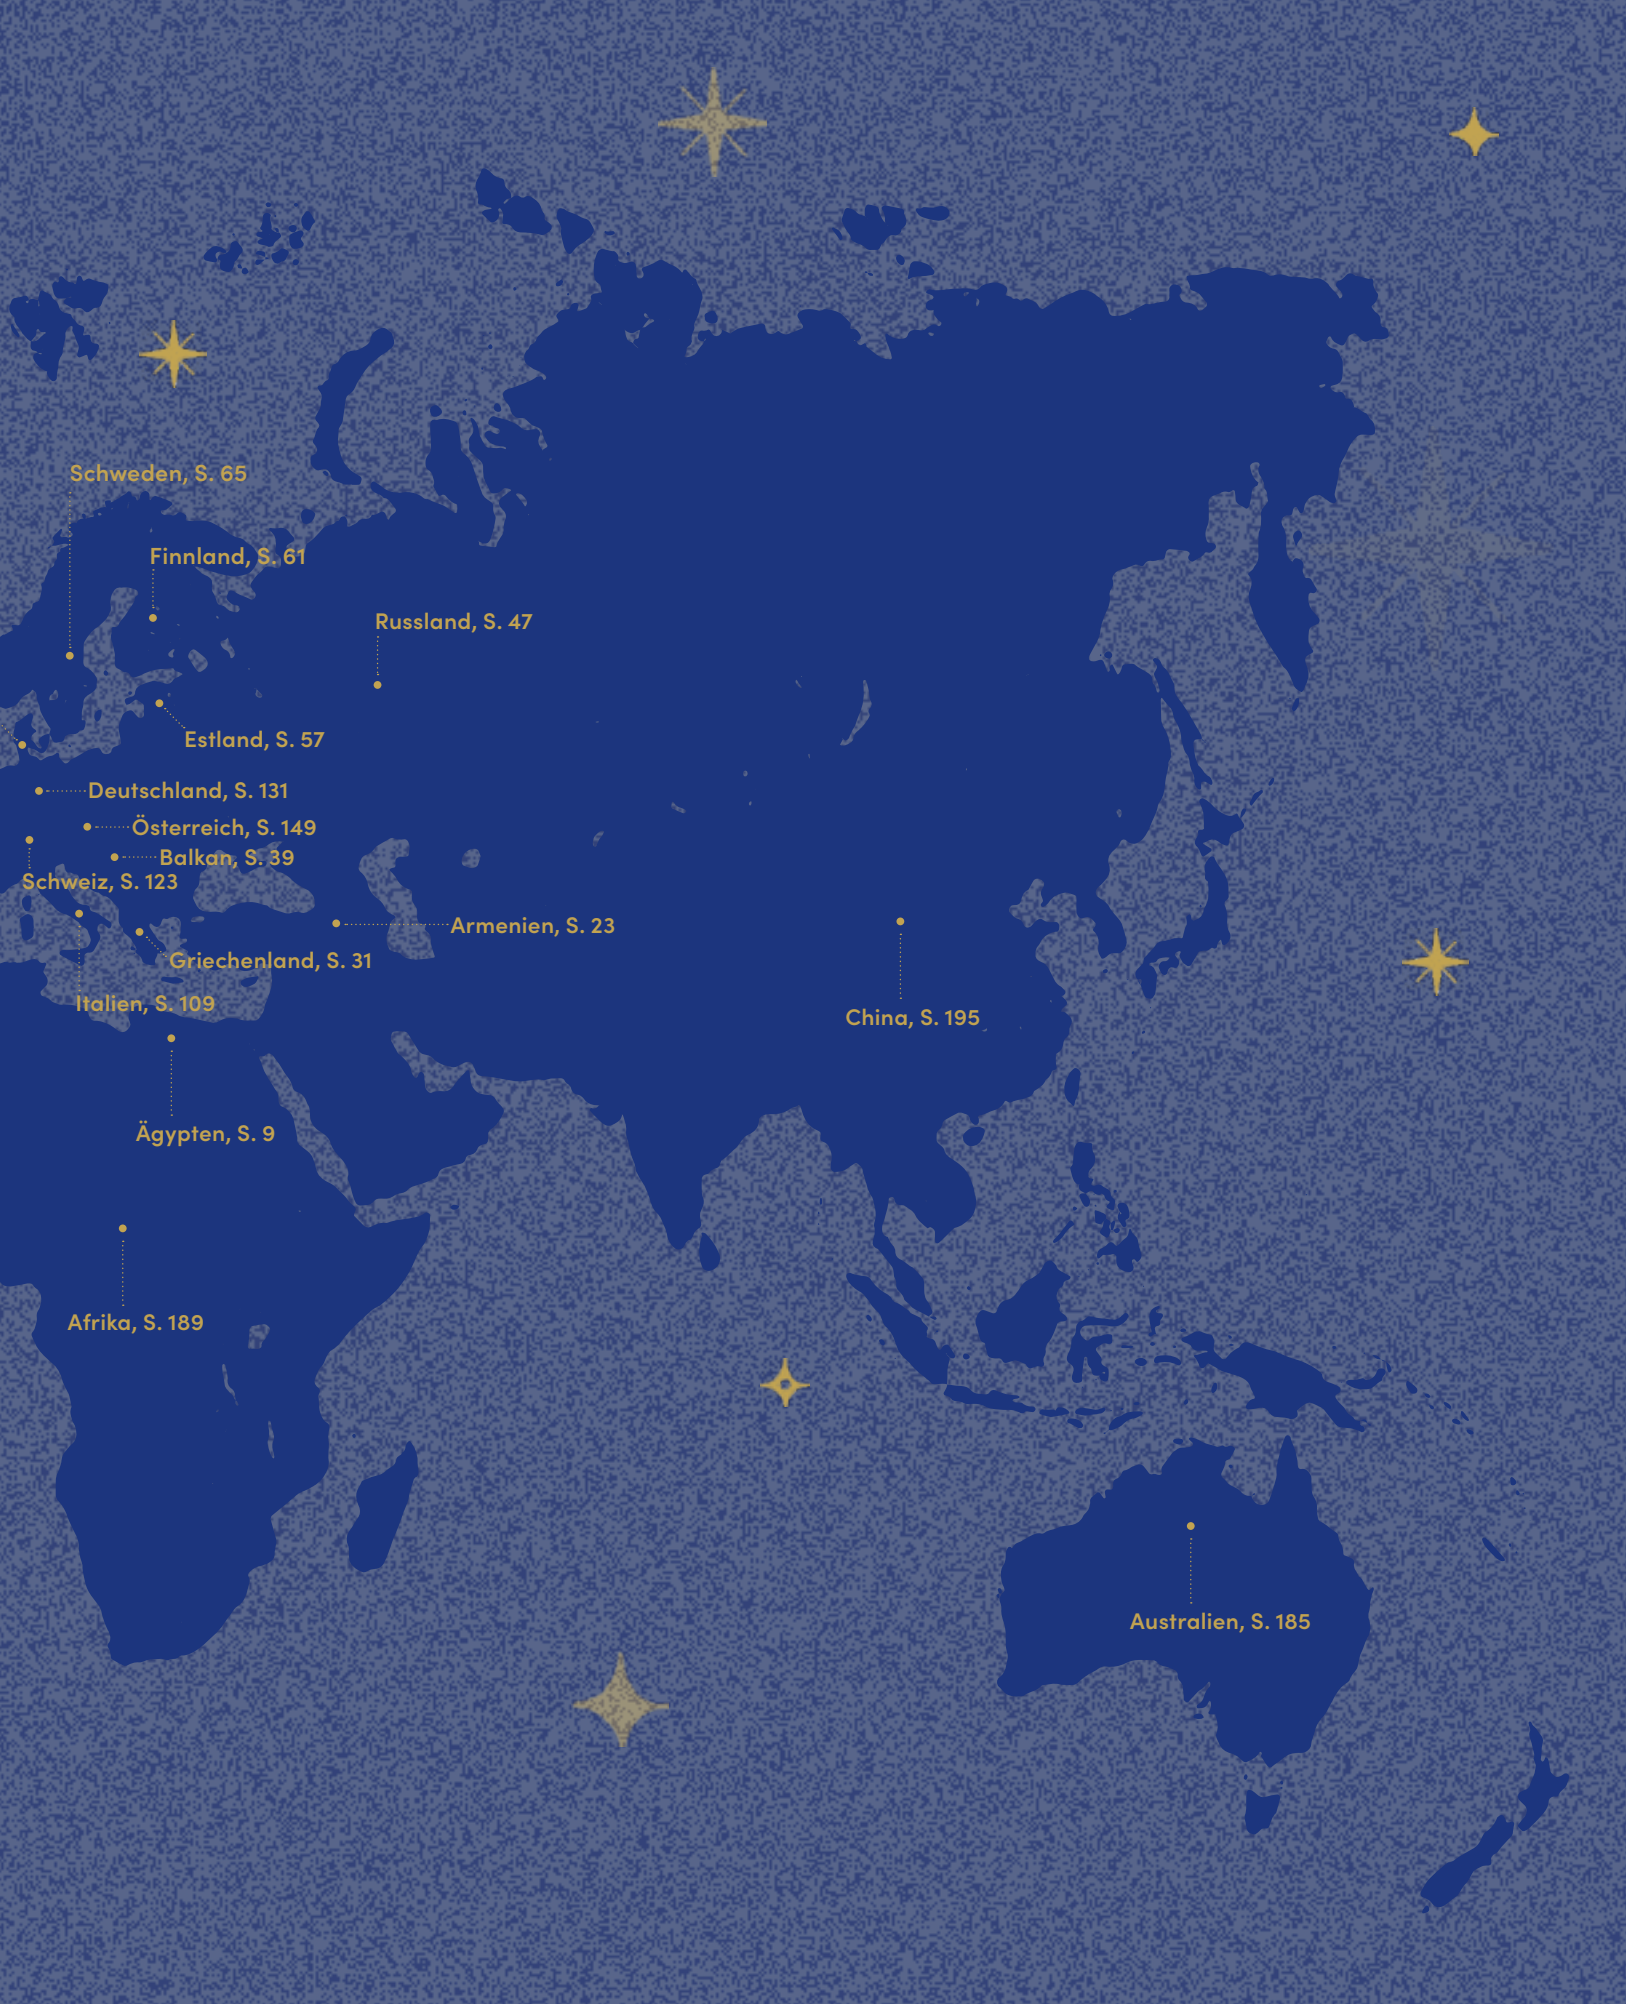 Schweden, S. 65
Finnland, S. 61
Russland, S. 47
Estland, S. 57
Deutschland, S. 131
Österreich, S. 149
Balkan, S. 39
Schweiz, S. 123
Armenien, S. 23
Griechenland, S. 31
Italien, S. 109
China, S. 195
Ägypten, S. 9
Afrika, S. 189
Australien, S. 185